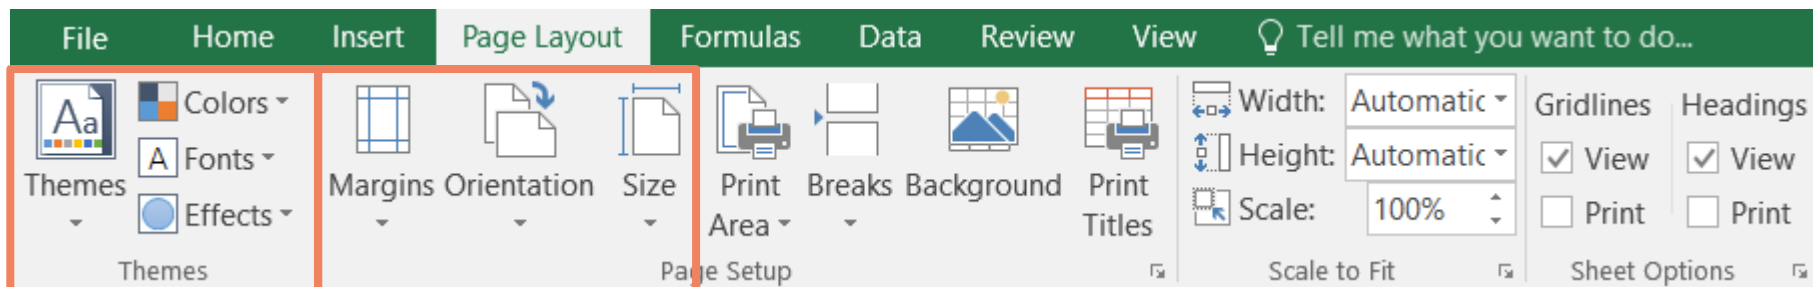 File Home Insert Page Layout Formulas Data Review View Tell me what you want to do...
Aa Colors Width: Automatic Gridlines Headings
A Fonts Height: Automatic View View
Themes Margins Orientation Size Print Breaks Background Print
Effects Scale: 100% Print Print
Area Titles
Themes Page Setup Scale to Fit Sheet Options